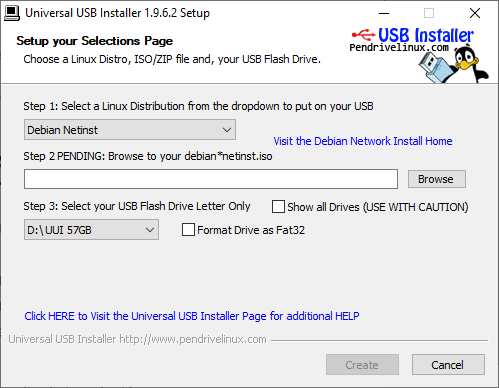 Universal USB Installer 1.9.6.2 Setup
Setup your Selections Page
Choose a Linux Distro, ISO/ZIP file and, your USB Flash Drive.
USB Installer
Pendrivelinux.com
Step 1: Select a Linux Distribution from the dropdown to put on your USB
Debian Netinst
Visit the Debian Network Install Home
Step 2 PENDING: Browse to your debian*netinst.iso
Browse
Step 3: Select your USB Flash Drive Letter Only
Show all Drives (USE WITH CAUTION)
D:\UUI 57GB
Format Drive as Fat32
Click HERE to Visit the Universal USB Installer Page for additional HELP
Universal USB Installer http://www.pendrivelinux.com
Create
Cancel